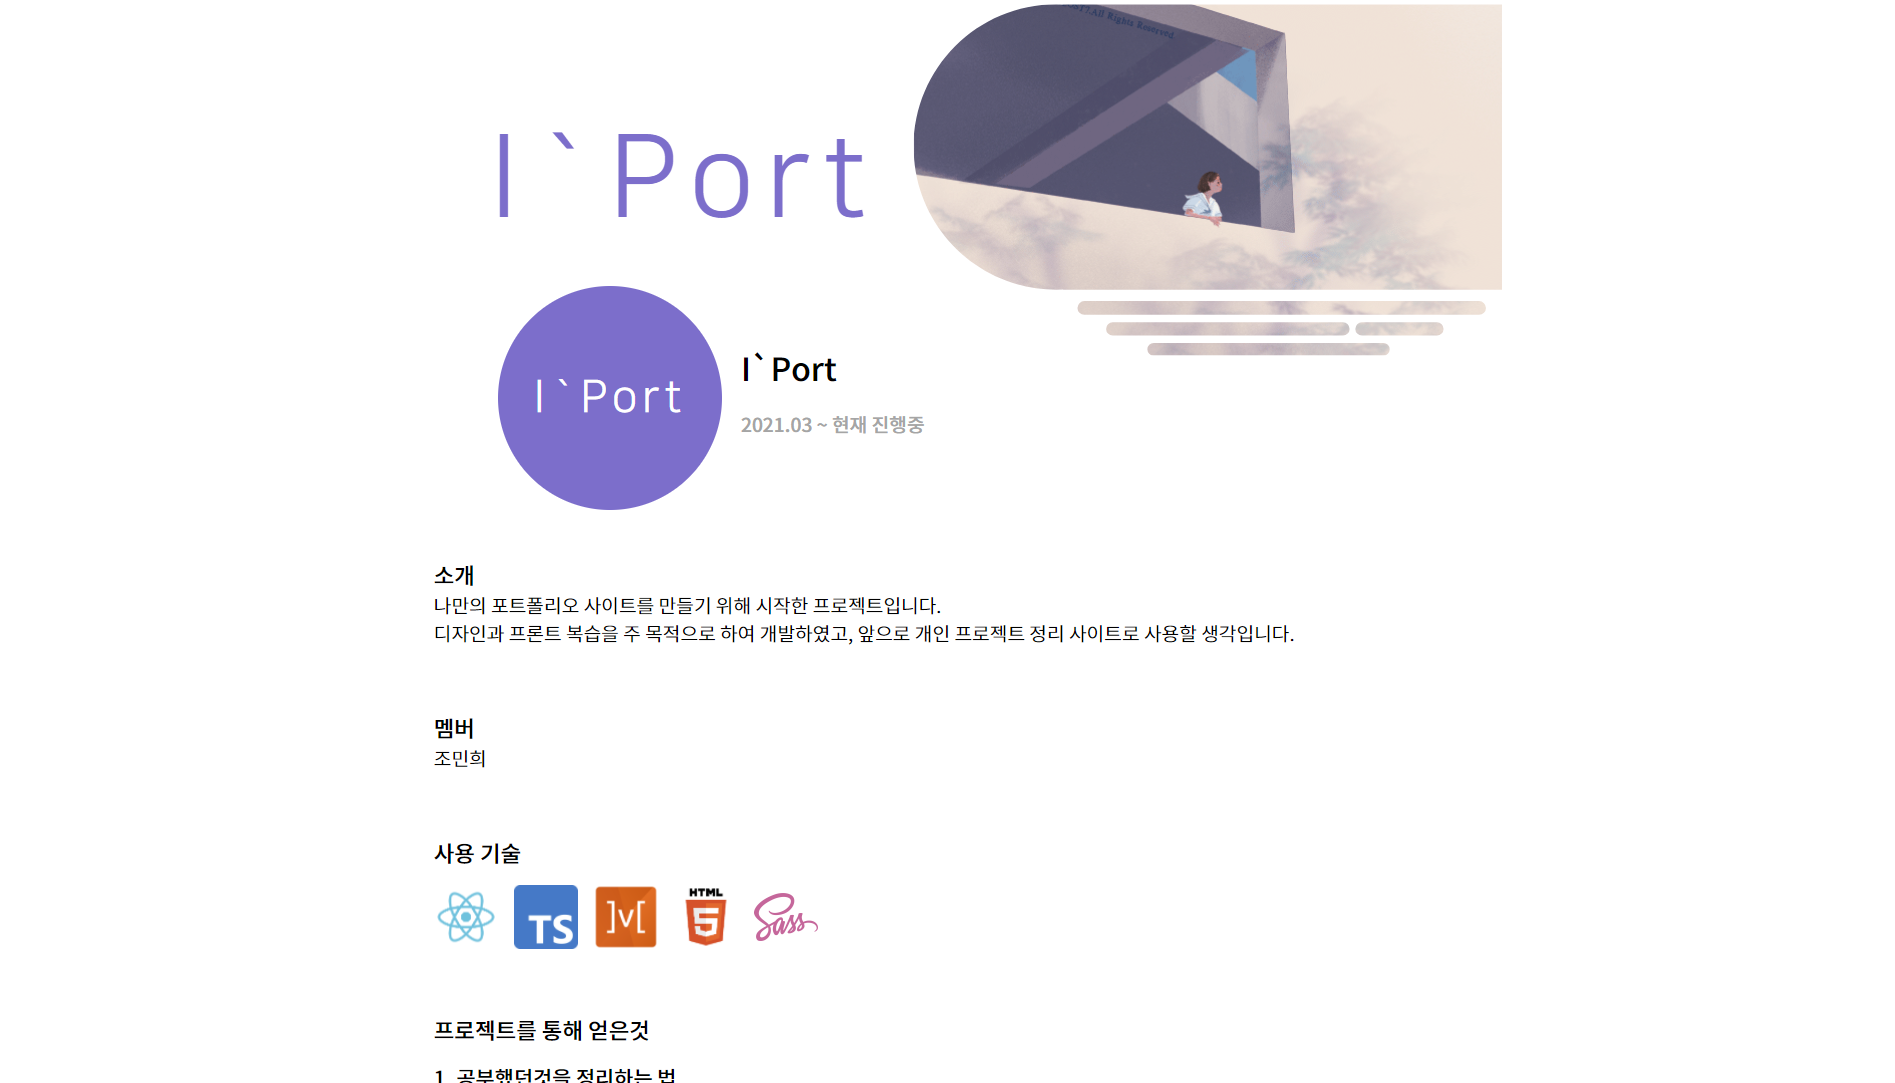 All Rights Reserved
I`Port
I`Port
I`Port
2021.03 ~ 현재 진행중
소개
나만의 포트폴리오 사이트를 만들기 위해 시작한 프로젝트입니다.
디자인과 프론트 복습을 주 목적으로 하여 개발하였고, 앞으로 개인 프로젝트 정리 사이트로 사용할 생각입니다.
멤버
조민희
사용 기술
TS
]v[
HTML
5
Sass
프로젝트를 통해 얻은것
1. 공부했던것을 정리하는 법